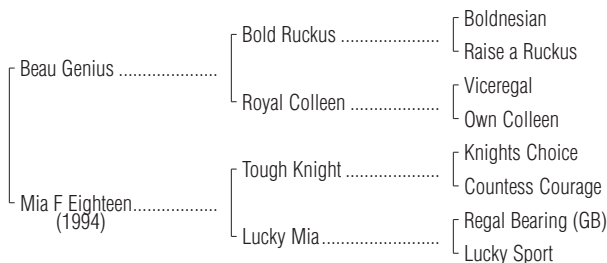 Boldnesian
Bold Ruckus ....................
Raise a Ruckus
Beau Genius ....................
Viceregal
Royal Colleen ..................
Own Colleen
Knights Choice
Tough Knight ...................
Countess Courage
Mia F Eighteen.................
(1994)
Regal Bearing (GB)
Lucky Mia........................
Lucky Sport